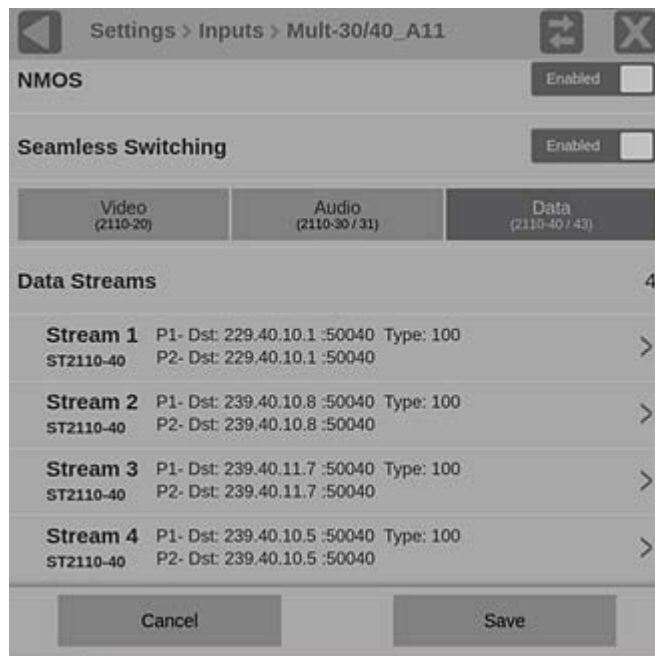 Settings > Inputs > Mult-30/40_A11
NMOS
Enabled
Seamless Switching
Enabled
Video
(2110-20)
Audio
(2110-30 / 31)
Data
(2110-40 / 43)
Data Streams
4
Stream 1 P1- Dst: 229.40.10.1 :50040 Type: 100
ST2110-40 P2- Dst: 229.40.10.1 :50040
Stream 2 P1- Dst: 239.40.10.8 :50040 Type: 100
ST2110-40 P2- Dst: 239.40.10.8 :50040
Stream 3 P1- Dst: 239.40.11.7 :50040 Type: 100
ST2110-40 P2- Dst: 239.40.11.7 :50040
Stream 4 P1- Dst: 239.40.10.5 :50040 Type: 100
ST2110-40 P2- Dst: 239.40.10.5 :50040
Cancel
Save